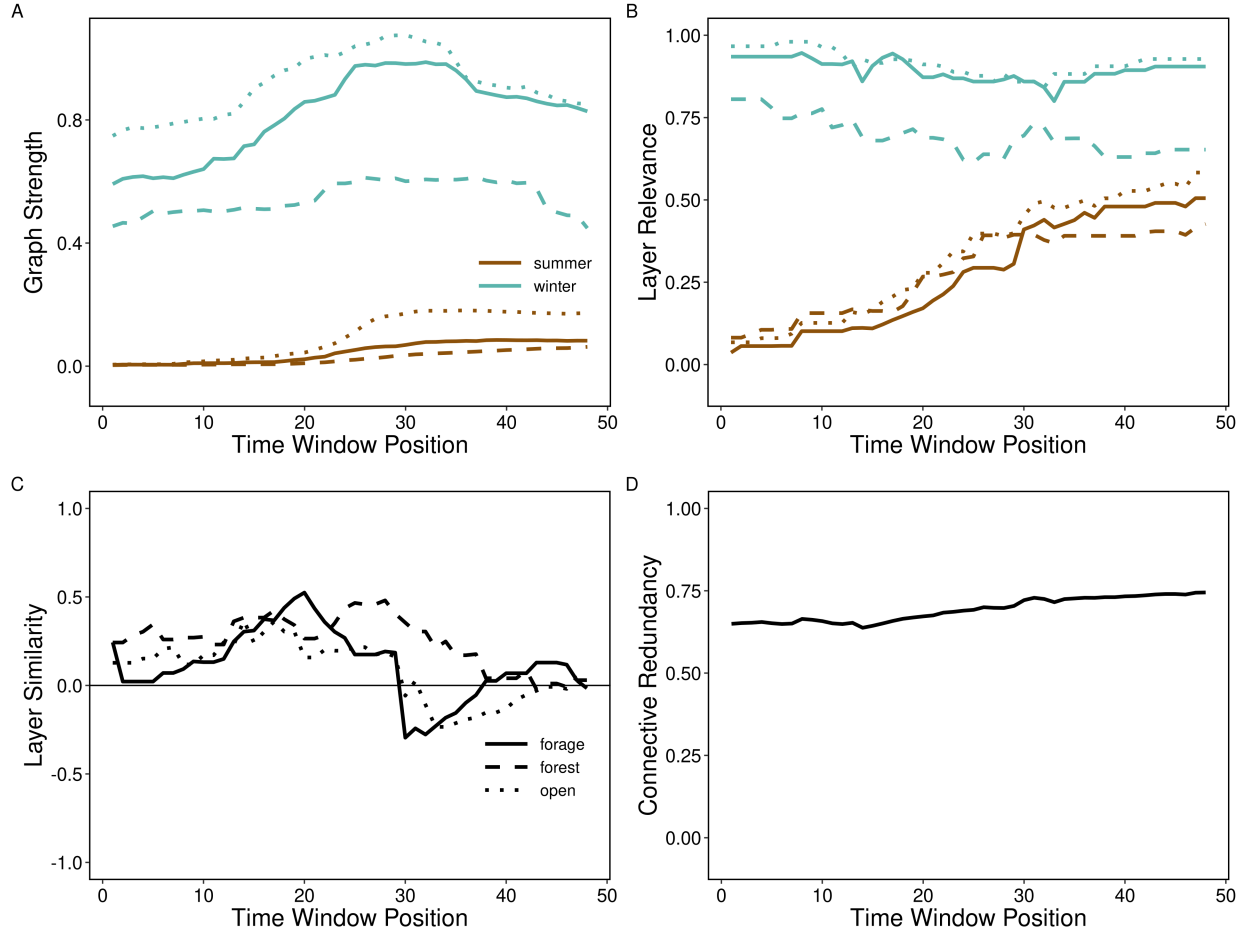 A
Graph Strength
0.8
0.4
0.0
summer
winter
0 10 20 30 40 50
Time Window Position
B
Layer Relevance
1.00
0.75
0.50
0.25
0.00
0 10 20 30 40 50
Time Window Position
C
Layer Similarity
1.0
0.5
0.0
-0.5
-1.0
forage
forest
open
0 10 20 30 40 50
Time Window Position
D
Connective Redundancy
1.00
0.75
0.50
0.25
0.00
0 10 20 30 40 50
Time Window Position